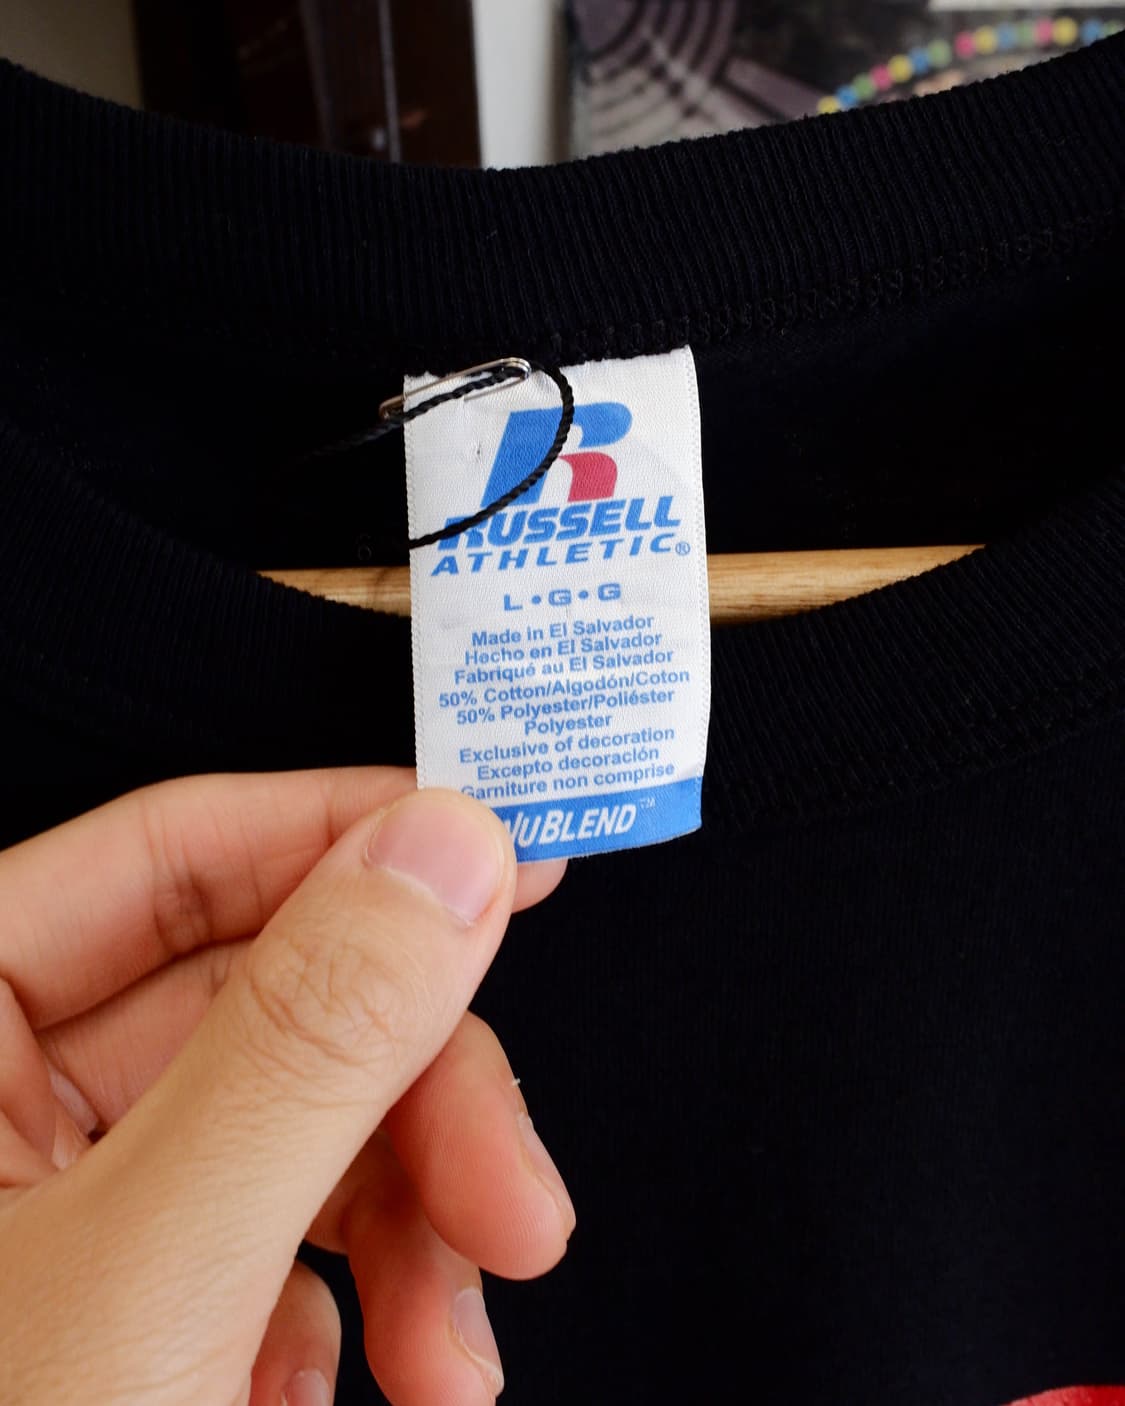 RUSSELL
ATHLETIC®
L•G•G
Made in El Salvador
Hecho en El Salvador
Fabriqué au El Salvador
50% Cotton/Algodón/Coton
50% Polyester/Poliéster
Polyester
Exclusive of decoration
Excepto decoración
Garniture non comprise
NUBLEND™